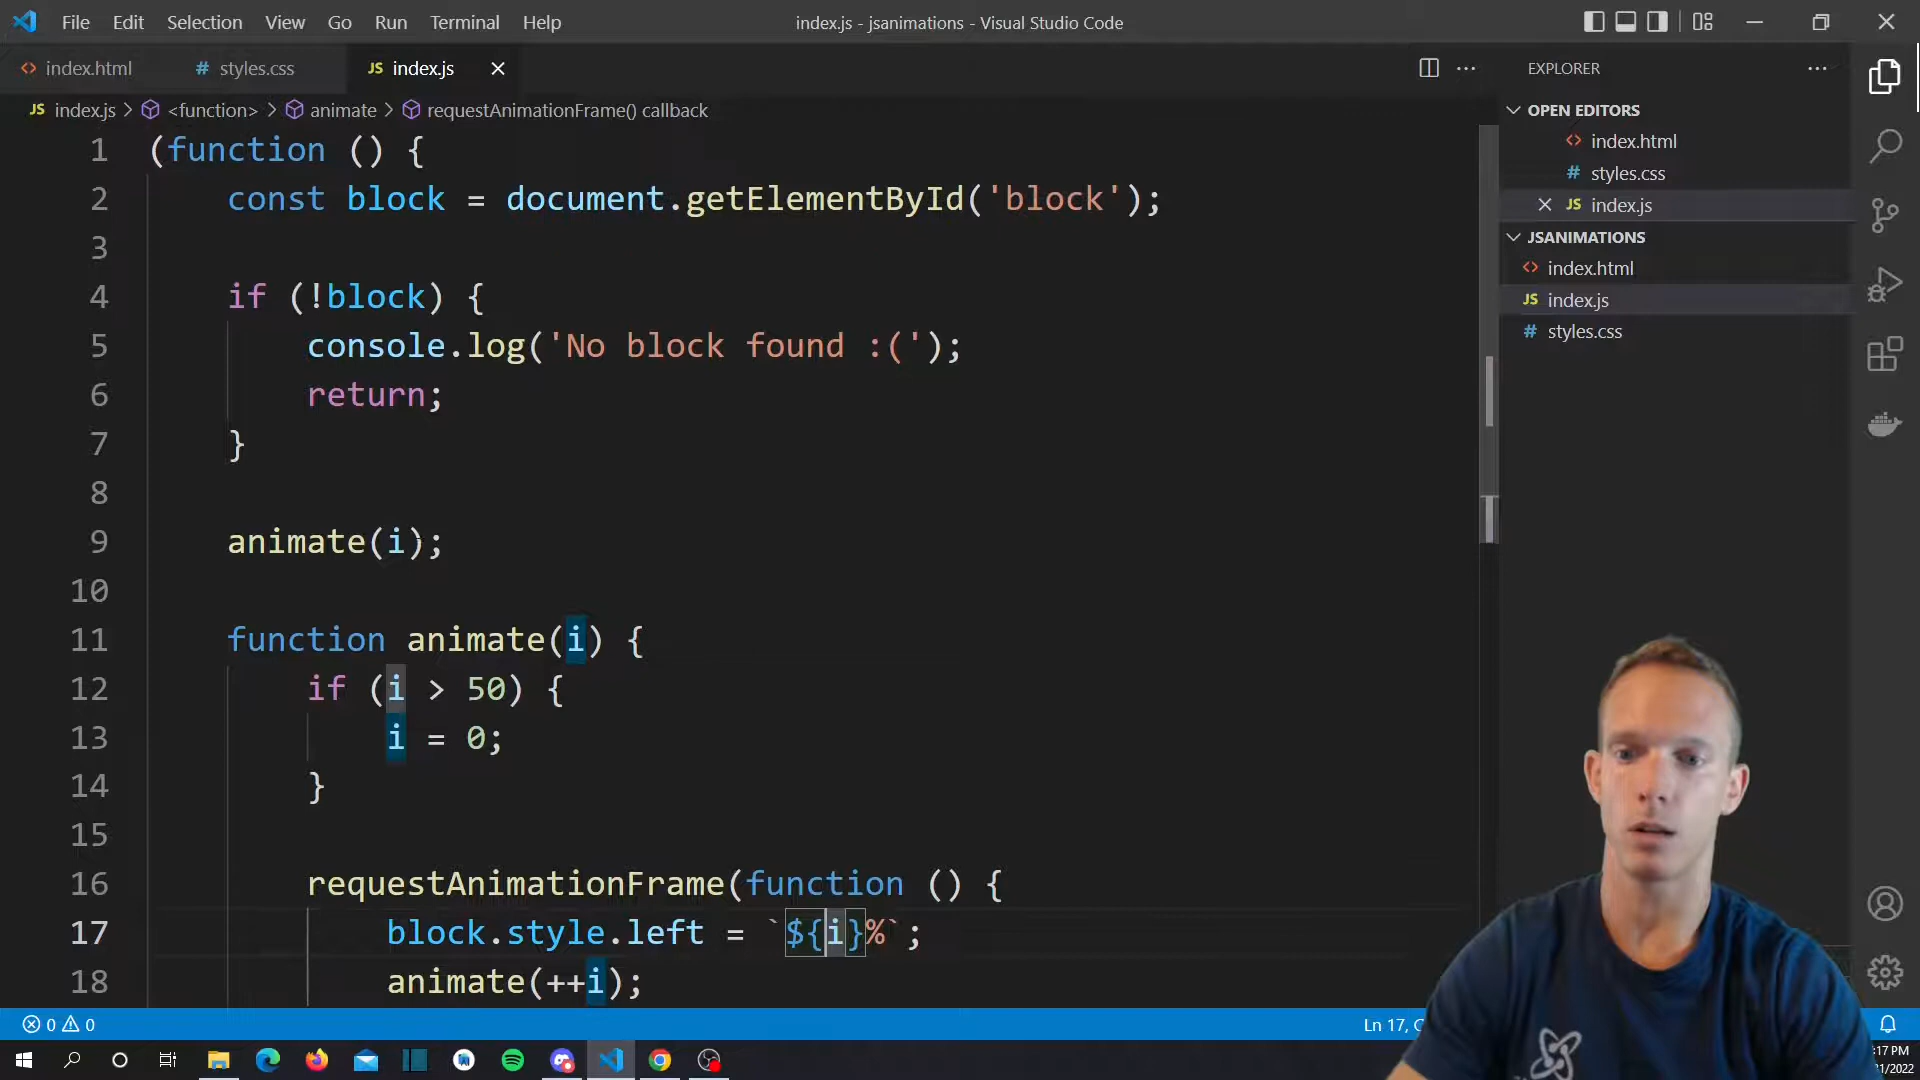 File Edit Selection View Go Run Terminal Help
index.js - jsanimations - Visual Studio Code
index.html
styles.css
index.js
index.js > <function> > animate > requestAnimationFrame() callback
1 (function () {
2 const block = document.getElementById('block');
3
4 if (!block) {
5 console.log('No block found :(');
6 return;
7 }
8
9 animate(i);
10
11 function animate(i) {
12 if (i > 50) {
13 i = 0;
14 }
15
16 requestAnimationFrame(function () {
17 block.style.left = `${i}%`;
18 animate(++i);
EXPLORER
OPEN EDITORS
index.html
styles.css
index.js
JSANIMATIONS
index.html
index.js
styles.css
0 0
Ln 17,
:17 PM